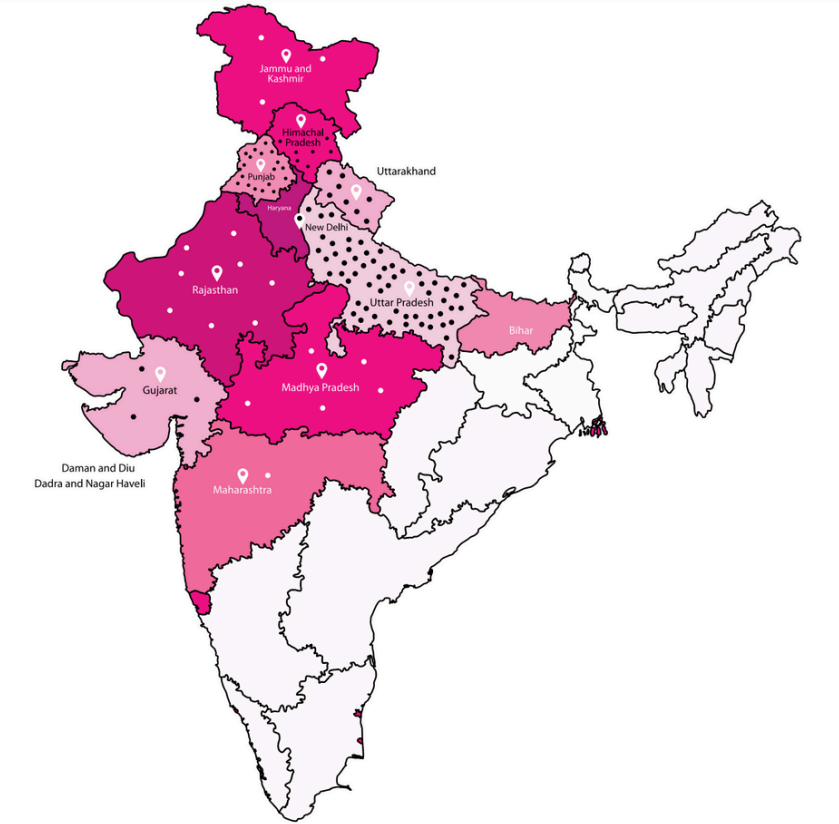 Jammu and
Kashmir
Himachal
Pradesh
Punjab
Uttarakhand
Haryana
New Delhi
Rajasthan
Uttar Pradesh
Bihar
Gujarat
Madhya Pradesh
Daman and Diu
Dadra and Nagar Haveli
Maharashtra